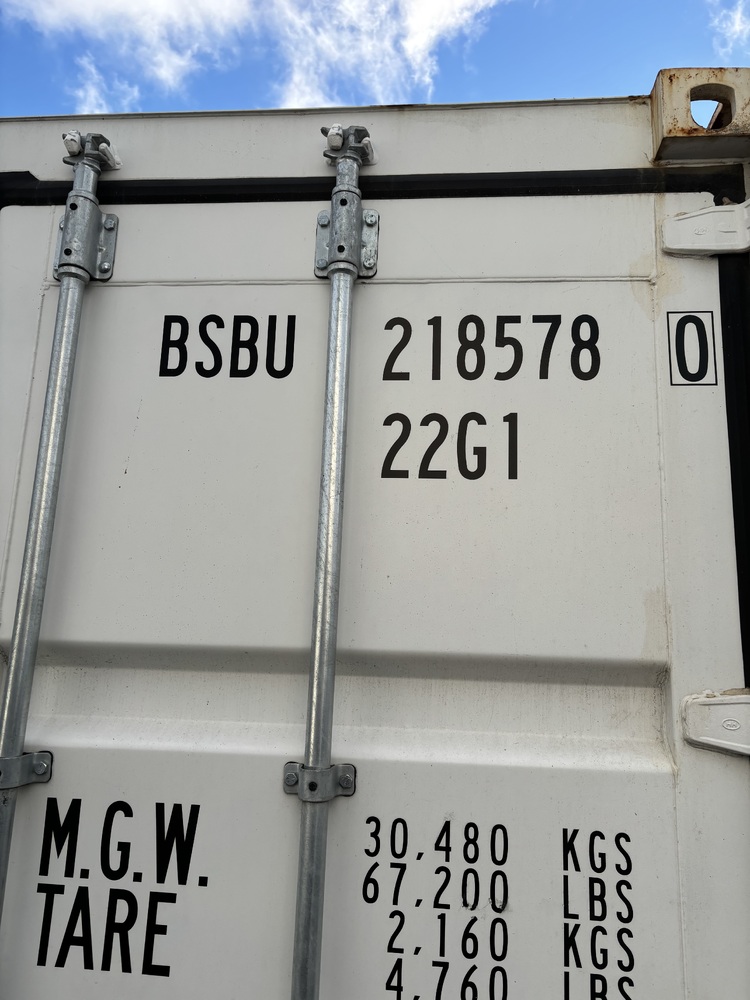 BSBU 218578 0
22G1
M.G.W. 30,480 KGS
67,200 LBS
TARE 2,160 KGS
4,760 LBS